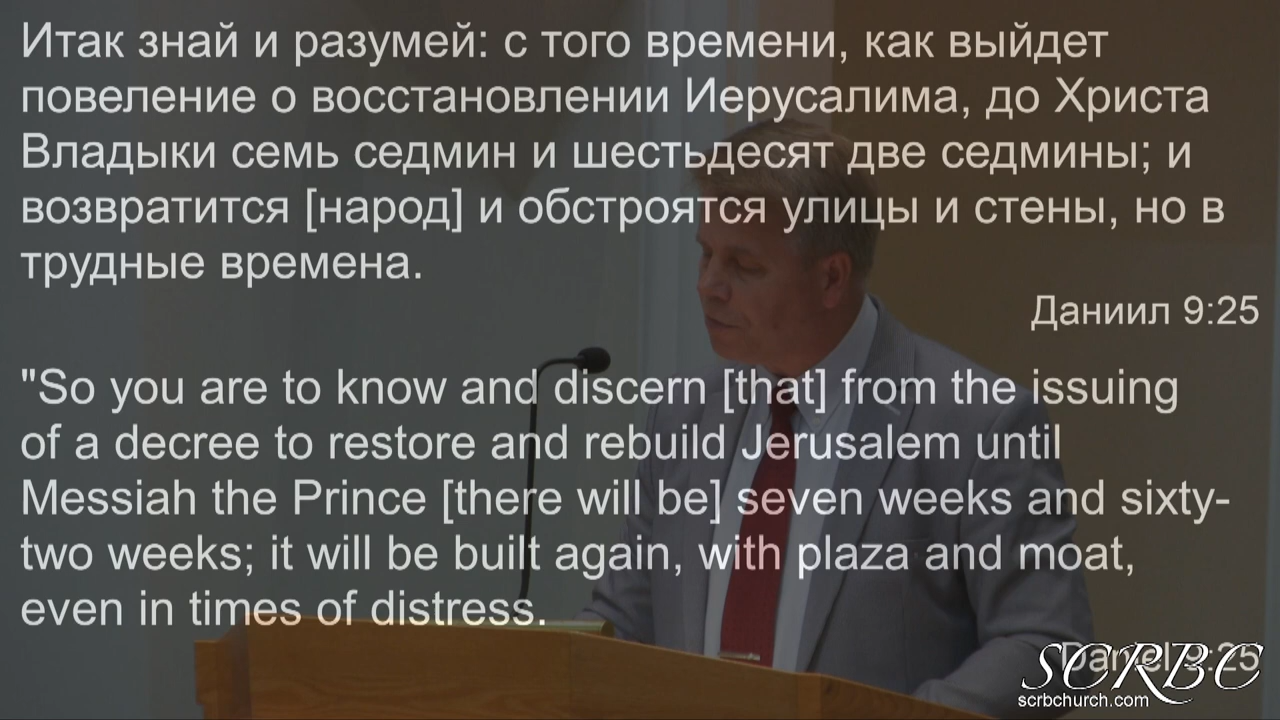 Итак знай и разумей: с того времени, как выйдет
повеление о восстановлении Иерусалима, до Христа
Владыки семь седмин и шестьдесят две седмины; и
возвратится [народ] и обстроятся улицы и стены, но в
трудные времена.
Даниил 9:25
"So you are to know and discern [that] from the issuing
of a decree to restore and rebuild Jerusalem until
Messiah the Prince [there will be] seven weeks and sixty-
two weeks; it will be built again, with plaza and moat,
even in times of distress.
Daniel 9:25
SCRBC
scrbchurch.com